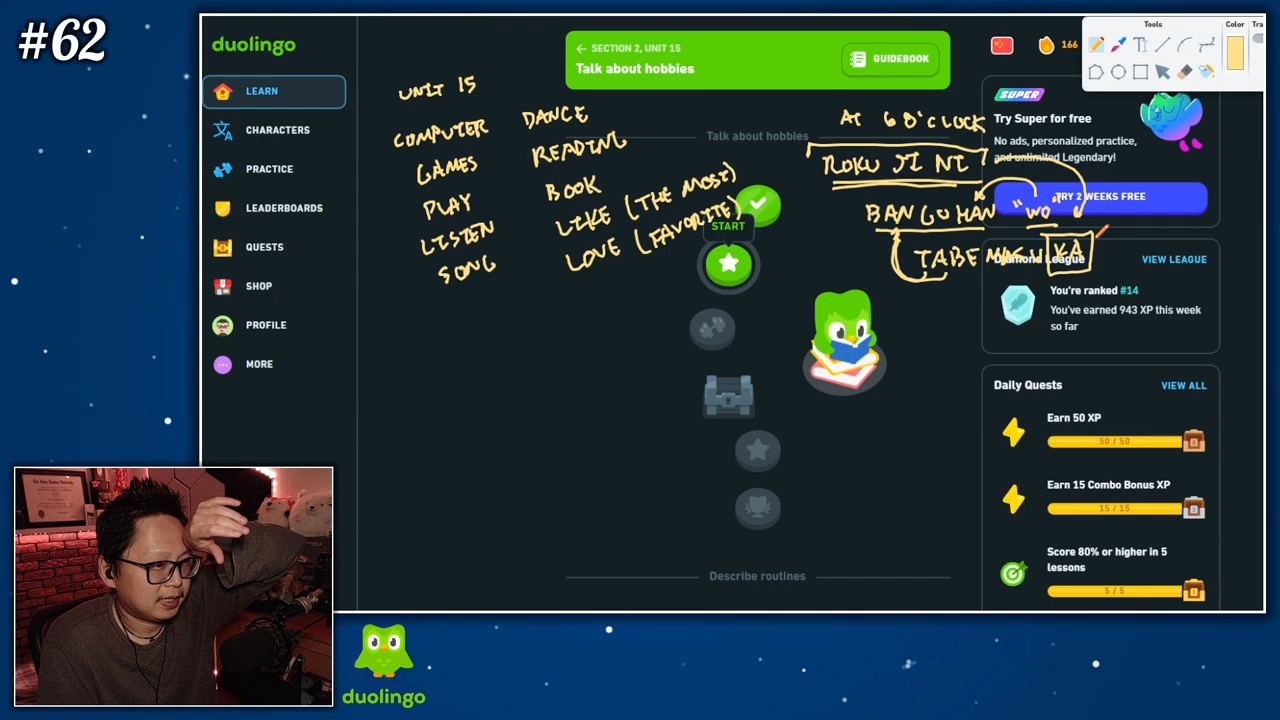 #62
duolingo
LEARN
CHARACTERS
PRACTICE
LEADERBOARDS
QUESTS
SHOP
PROFILE
MORE
← SECTION 2, UNIT 15
Talk about hobbies
GUIDEBOOK
Talk about hobbies
START
Describe routines
UNIT 15
COMPUTER
GAMES
PLAY
LISTEN
SONG
DANCE
READING
BOOK
LIKE (THE MOST)
LOVE (FAVORITE)
AT 6 O'CLOCK
ROKU JI NI
BANGOHAN "WO"
TABEMASU KA
166
Tools
Color
SUPER
Try Super for free
No ads, personalized practice,
and unlimited Legendary!
TRY 2 WEEKS FREE
Diamond League
VIEW LEAGUE
You're ranked #14
You've earned 943 XP this week
so far
Daily Quests
VIEW ALL
Earn 50 XP
50 / 50
Earn 15 Combo Bonus XP
15 / 15
Score 80% or higher in 5
lessons
5 / 5
duolingo